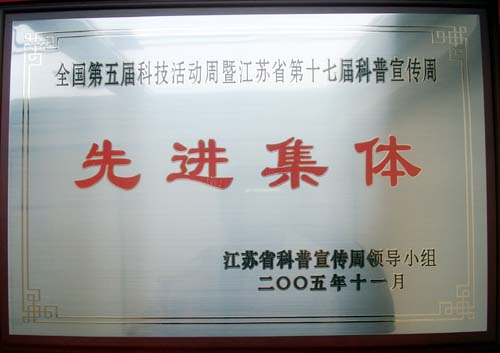 全国第五届科技活动周暨江苏省第十七届科普宣传周
先进集体
江苏省科普宣传周领导小组
二〇〇五年十一月